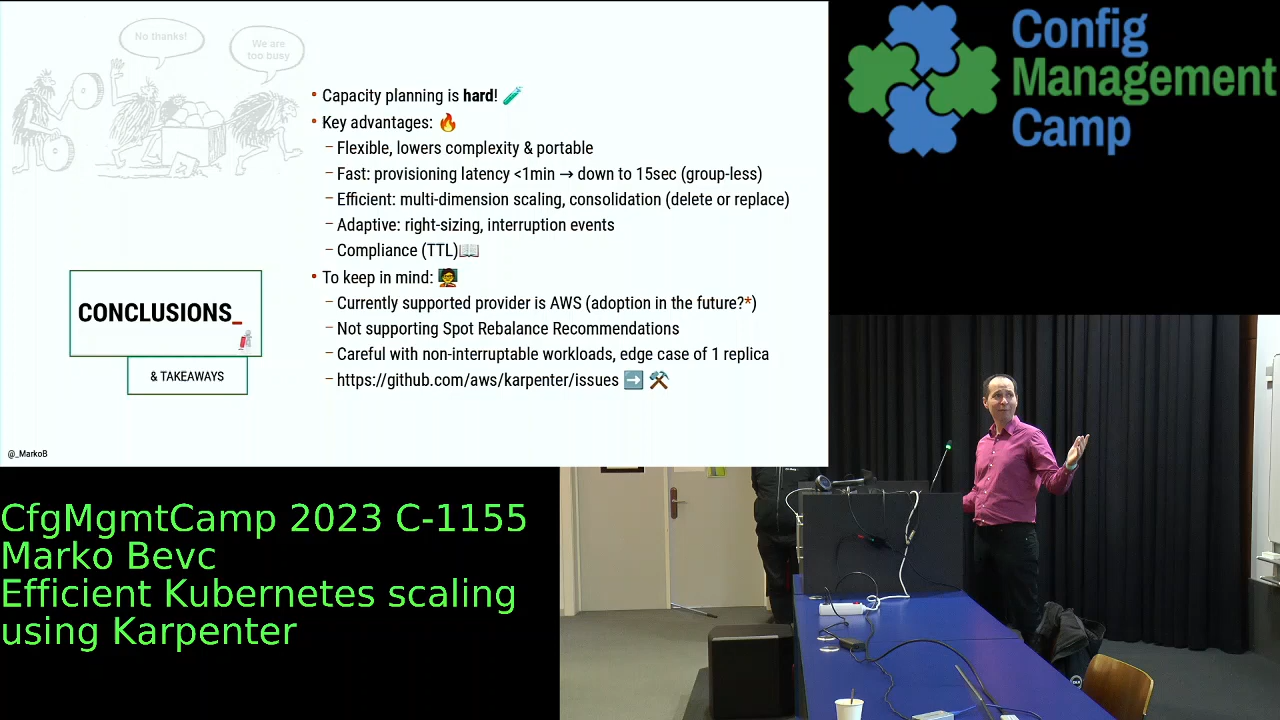 No thanks!
We are
too busy
• Capacity planning is hard! 🧪
• Key advantages: 🔥
− Flexible, lowers complexity & portable
− Fast: provisioning latency <1min → down to 15sec (group-less)
− Efficient: multi-dimension scaling, consolidation (delete or replace)
− Adaptive: right-sizing, interruption events
− Compliance (TTL)📖
• To keep in mind: 🧑‍🏫
− Currently supported provider is AWS (adoption in the future?*)
− Not supporting Spot Rebalance Recommendations
− Careful with non-interruptable workloads, edge case of 1 replica
− https://github.com/aws/karpenter/issues ➡️ ⚒️
CONCLUSIONS_
& TAKEAWAYS
@_MarkoB
Config
Management
Camp
CfgMgmtCamp 2023 C-1155
Marko Bevc
Efficient Kubernetes scaling
using Karpenter